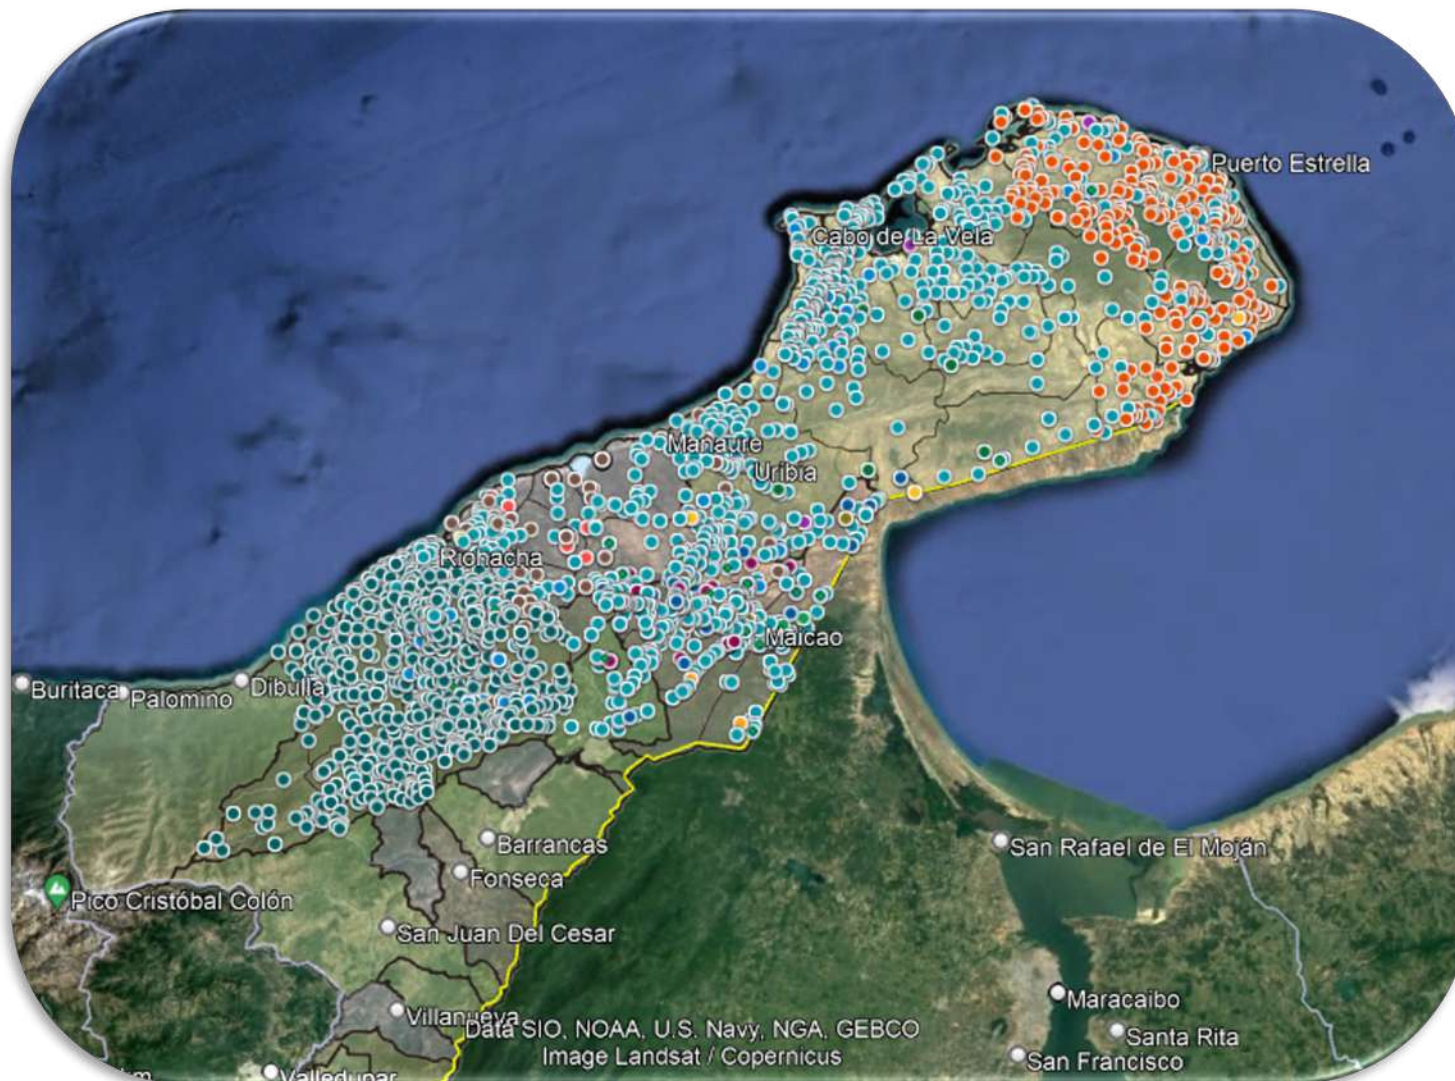 Puerto Estrella
Cabo de La Vela
Manaure
Uribia
Riohacha
Maicao
Buritaca
Palomino
Dibulla
Barrancas
San Rafael de El Moján
Fonseca
Pico Cristóbal Colón
San Juan Del Cesar
Maracaibo
Villanueva
Data SIO, NOAA, U.S. Navy, NGA, GEBCO
Santa Rita
Image Landsat / Copernicus
San Francisco
km
Valledupar